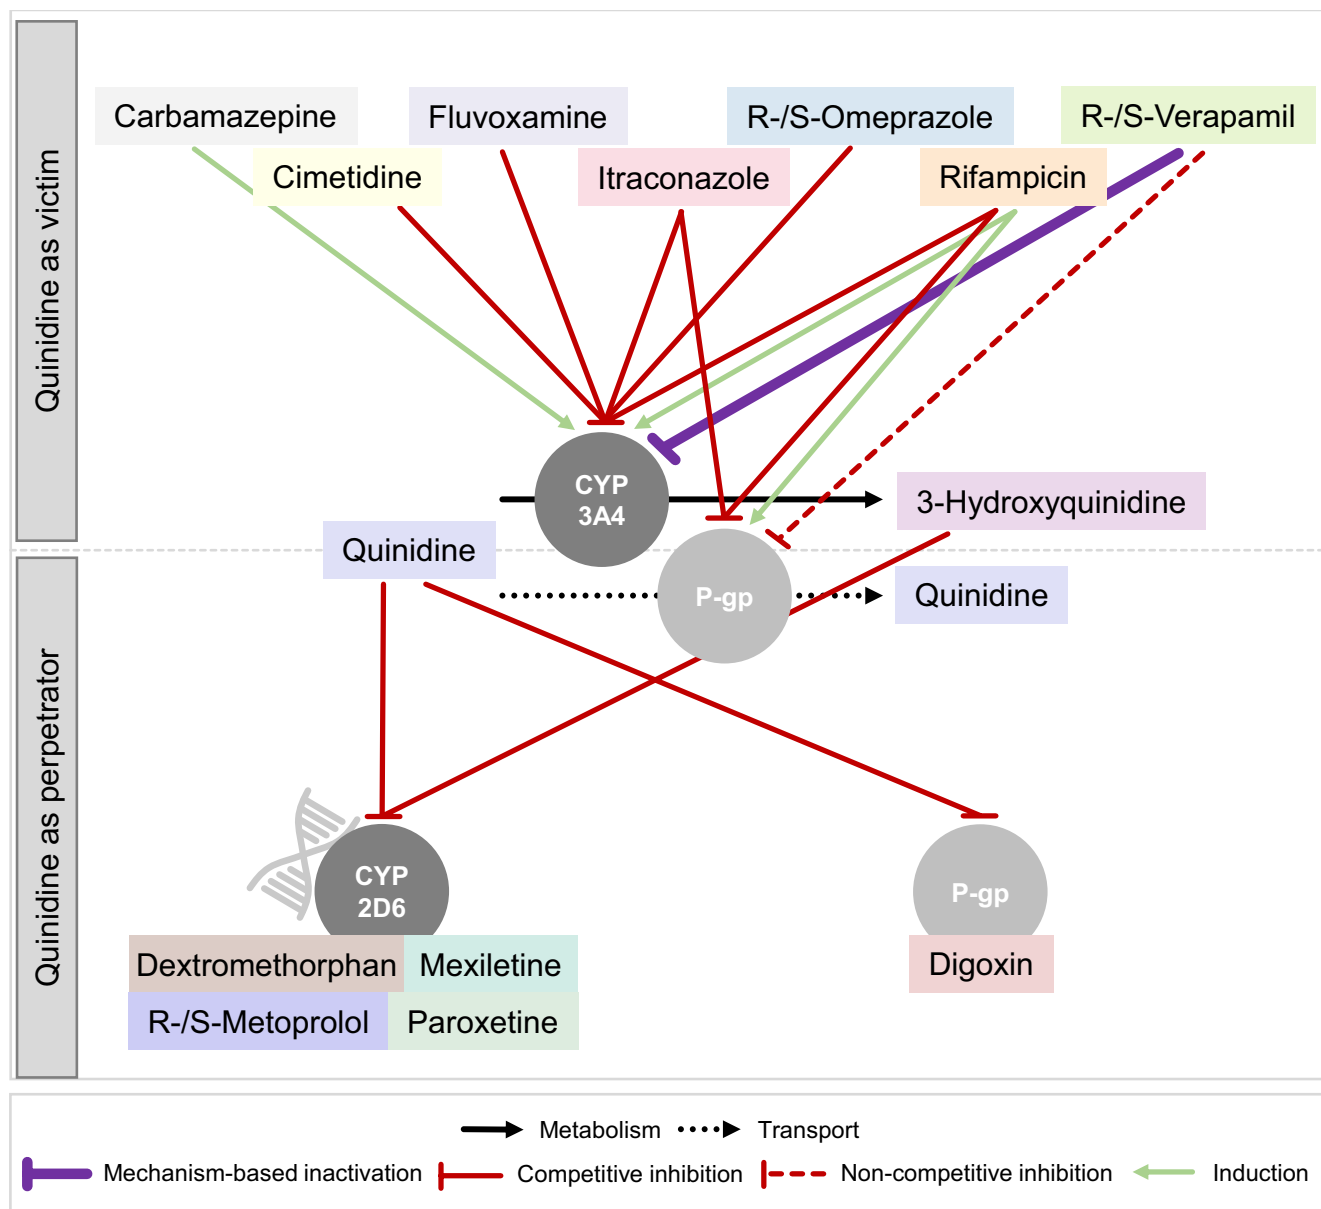 Quinidine as victim
Carbamazepine
Fluvoxamine
R-/S-Omeprazole
R-/S-Verapamil
Cimetidine
Itraconazole
Rifampicin
CYP
3A4
3-Hydroxyquinidine
Quinidine
P-gp
Quinidine
Quinidine as perpetrator
CYP
2D6
P-gp
Dextromethorphan
Mexiletine
Digoxin
R-/S-Metoprolol
Paroxetine
Metabolism
Transport
Mechanism-based inactivation
Competitive inhibition
Non-competitive inhibition
Induction